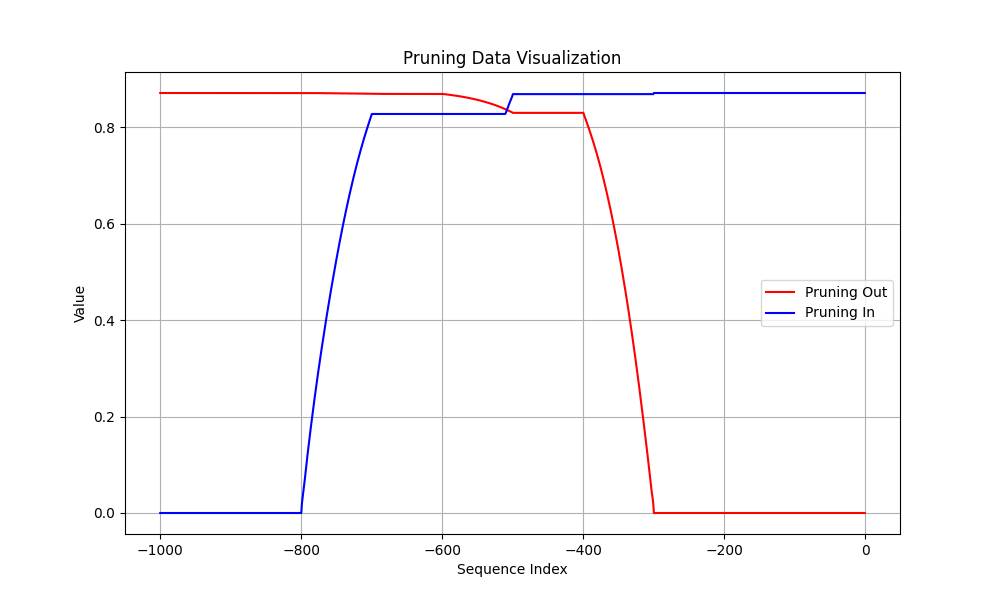 Pruning Data Visualization
Value
0.8
0.6
0.4
0.2
0.0
Pruning Out
Pruning In
−1000
−800
−600
−400
−200
0
Sequence Index